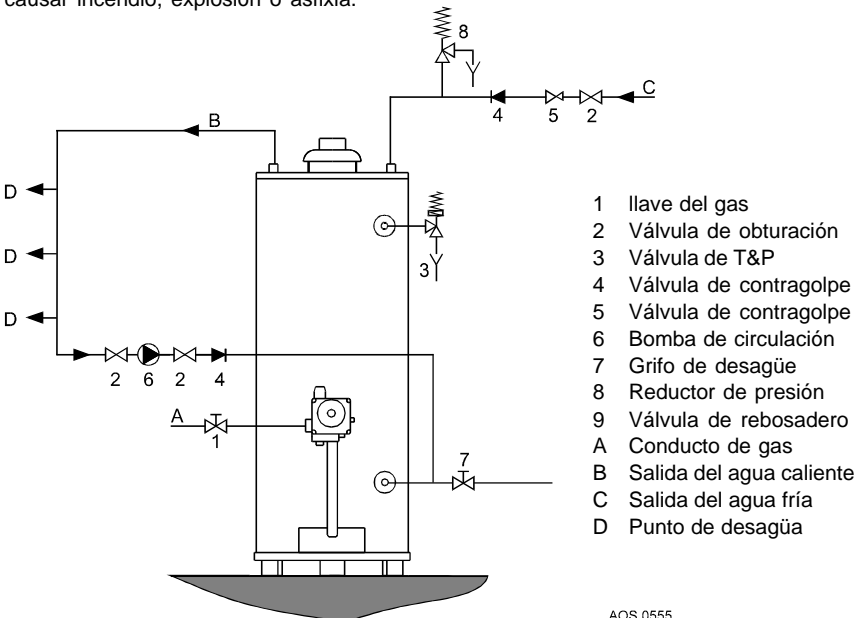 causar incendio, explosión o asfixia.
8
C
4 5 2
B
D
D
D
3
2 6 2 4
A
1
7
1 llave del gas
2 Válvula de obturación
3 Válvula de T&P
4 Válvula de contragolpe
5 Válvula de contragolpe
6 Bomba de circulación
7 Grifo de desagüe
8 Reductor de presión
9 Válvula de rebosadero
A Conducto de gas
B Salida del agua caliente
C Salida del agua fría
D Punto de desagüa
AOS 0555